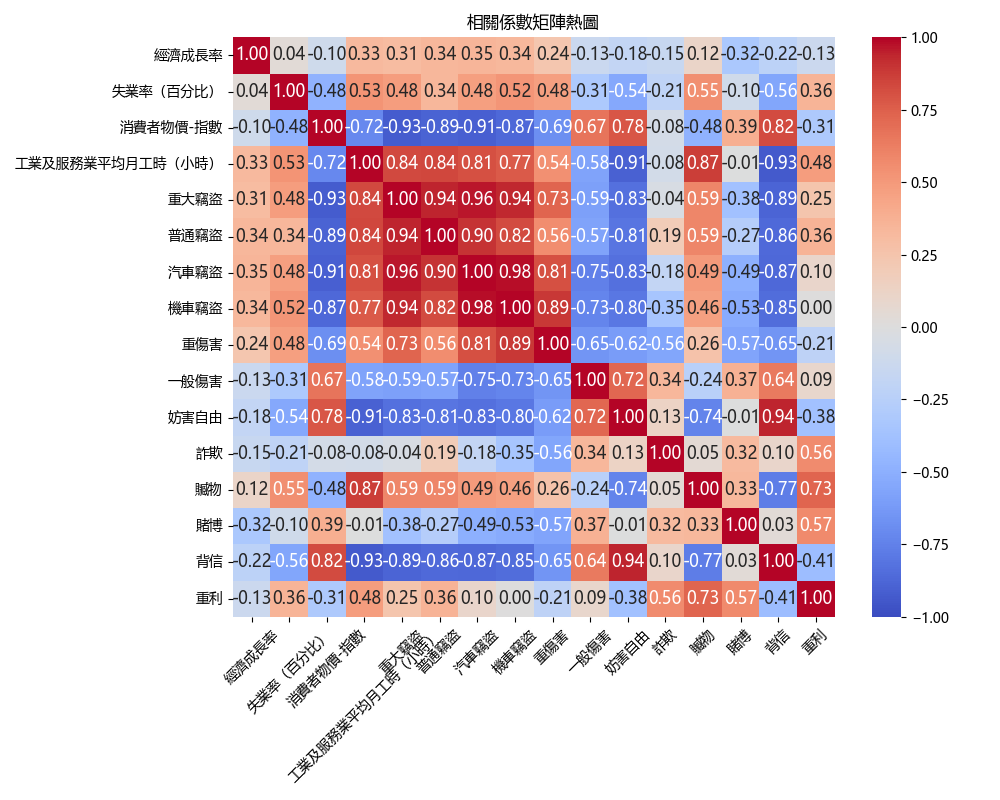 相關係數矩陣熱圖
經濟成長率 1.00 0.04 -0.10 0.33 0.31 0.34 0.35 0.34 0.24 -0.13 -0.18 -0.15 0.12 -0.32 -0.22 -0.13
失業率（百分比） 0.04 1.00 -0.48 0.53 0.48 0.34 0.48 0.52 0.48 -0.31 -0.54 -0.21 0.55 -0.10 -0.56 0.36
消費者物價-指數 -0.10 -0.48 1.00 -0.72 -0.93 -0.89 -0.91 -0.87 -0.69 0.67 0.78 -0.08 -0.48 0.39 0.82 -0.31
工業及服務業平均月工時（小時） 0.33 0.53 -0.72 1.00 0.84 0.84 0.81 0.77 0.54 -0.58 -0.91 -0.08 0.87 -0.01 -0.93 0.48
重大竊盜 0.31 0.48 -0.93 0.84 1.00 0.94 0.96 0.94 0.73 -0.59 -0.83 -0.04 0.59 -0.38 -0.89 0.25
普通竊盜 0.34 0.34 -0.89 0.84 0.94 1.00 0.90 0.82 0.56 -0.57 -0.81 0.19 0.59 -0.27 -0.86 0.36
汽車竊盜 0.35 0.48 -0.91 0.81 0.96 0.90 1.00 0.98 0.81 -0.75 -0.83 -0.18 0.49 -0.49 -0.87 0.10
機車竊盜 0.34 0.52 -0.87 0.77 0.94 0.82 0.98 1.00 0.89 -0.73 -0.80 -0.35 0.46 -0.53 -0.85 0.00
重傷害 0.24 0.48 -0.69 0.54 0.73 0.56 0.81 0.89 1.00 -0.65 -0.62 -0.56 0.26 -0.57 -0.65 -0.21
一般傷害 -0.13 -0.31 0.67 -0.58 -0.59 -0.57 -0.75 -0.73 -0.65 1.00 0.72 0.34 -0.24 0.37 0.64 0.09
妨害自由 -0.18 -0.54 0.78 -0.91 -0.83 -0.81 -0.83 -0.80 -0.62 0.72 1.00 0.13 -0.74 -0.01 0.94 -0.38
詐欺 -0.15 -0.21 -0.08 -0.08 -0.04 0.19 -0.18 -0.35 -0.56 0.34 0.13 1.00 0.05 0.32 0.10 0.56
贓物 0.12 0.55 -0.48 0.87 0.59 0.59 0.49 0.46 0.26 -0.24 -0.74 0.05 1.00 0.33 -0.77 0.73
賭博 -0.32 -0.10 0.39 -0.01 -0.38 -0.27 -0.49 -0.53 -0.57 0.37 -0.01 0.32 0.33 1.00 0.03 0.57
背信 -0.22 -0.56 0.82 -0.93 -0.89 -0.86 -0.87 -0.85 -0.65 0.64 0.94 0.10 -0.77 0.03 1.00 -0.41
重利 -0.13 0.36 -0.31 0.48 0.25 0.36 0.10 0.00 -0.21 0.09 -0.38 0.56 0.73 0.57 -0.41 1.00
經濟成長率
失業率（百分比）
消費者物價-指數
工業及服務業平均月工時（小時）
重大竊盜
普通竊盜
汽車竊盜
機車竊盜
重傷害
一般傷害
妨害自由
詐欺
贓物
賭博
背信
重利
1.00
0.75
0.50
0.25
0.00
−0.25
−0.50
−0.75
−1.00